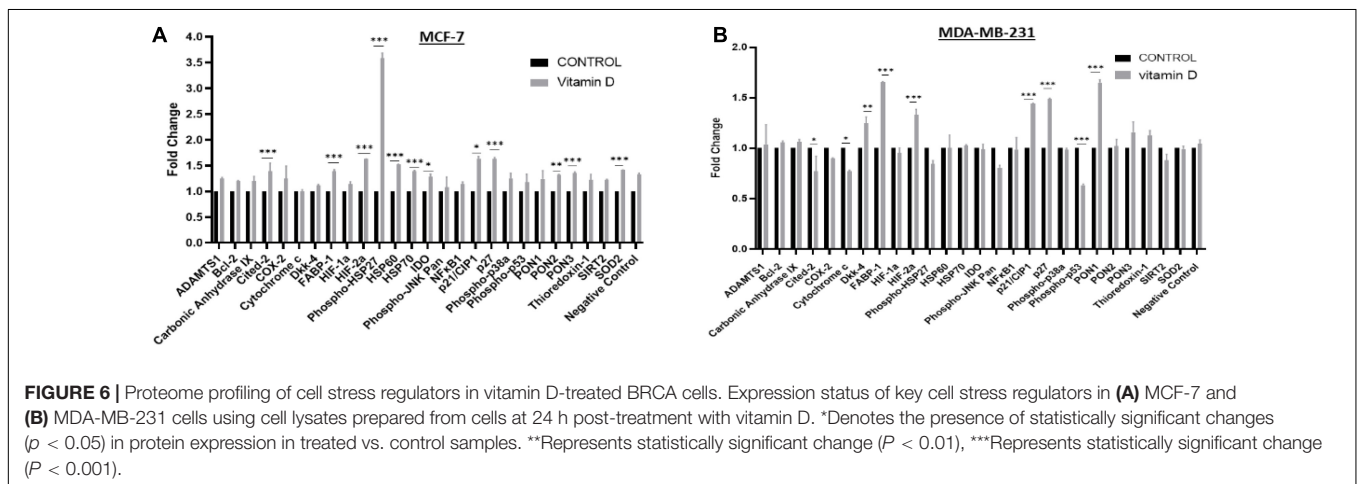 A
MCF-7
CONTROL
Vitamin D
Fold Change
4.0
3.5
3.0
2.5
2.0
1.5
1.0
0.5
0.0
***
***
***
***
***
***
*
*
***
**
***
***
ADAMTS1
Bcl-2
Carbonic Anhydrase IX
Cited-2
COX-2
Cytochrome c
Dkk-4
FABP-1
HIF-1a
HIF-2a
Phospho-HSP27
HSP60
HSP70
IDO
Phospho-JNK Pan
NFκB1
p21/CIP1
p27
Phospho-p38a
Phospho-p53
PON1
PON2
PON3
Thioredoxin-1
SIRT2
SOD2
Negative Control
B
MDA-MB-231
CONTROL
vitamin D
Fold Change
2.0
1.5
1.0
0.5
0.0
*
*
**
***
***
***
***
***
***
ADAMTS1
Bcl-2
Carbonic Anhydrase IX
Cited-2
COX-2
Cytochrome c
Dkk-4
FABP-1
HIF-1a
HIF-2a
Phospho-HSP27
HSP60
HSP70
IDO
Phospho-JNK Pan
NFκB1
p21/CIP1
p27
Phospho-p38a
Phospho-p53
PON1
PON2
PON3
Thioredoxin-1
SIRT2
SOD2
Negative Control
FIGURE 6 | Proteome profiling of cell stress regulators in vitamin D-treated BRCA cells. Expression status of key cell stress regulators in (A) MCF-7 and
(B) MDA-MB-231 cells using cell lysates prepared from cells at 24 h post-treatment with vitamin D. *Denotes the presence of statistically significant changes
(p < 0.05) in protein expression in treated vs. control samples. **Represents statistically significant change (P < 0.01), ***Represents statistically significant change
(P < 0.001).